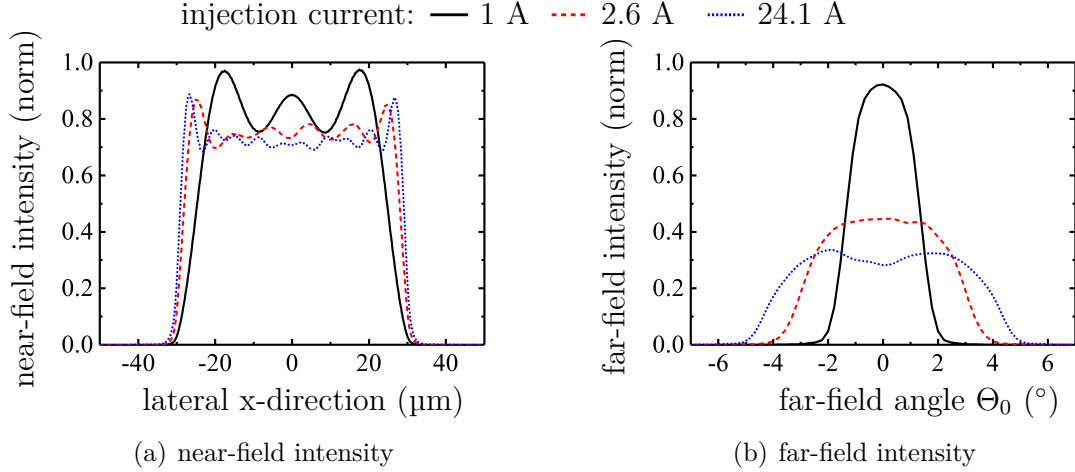 injection current: 1 A 2.6 A 24.1 A
near-field intensity (norm)
1.0
0.8
0.6
0.4
0.2
0.0
-40 -20 0 20 40
lateral x-direction (µm)
(a) near-field intensity
far-field intensity (norm)
1.0
0.8
0.6
0.4
0.2
0.0
-6 -4 -2 0 2 4 6
far-field angle Θ₀ (°)
(b) far-field intensity